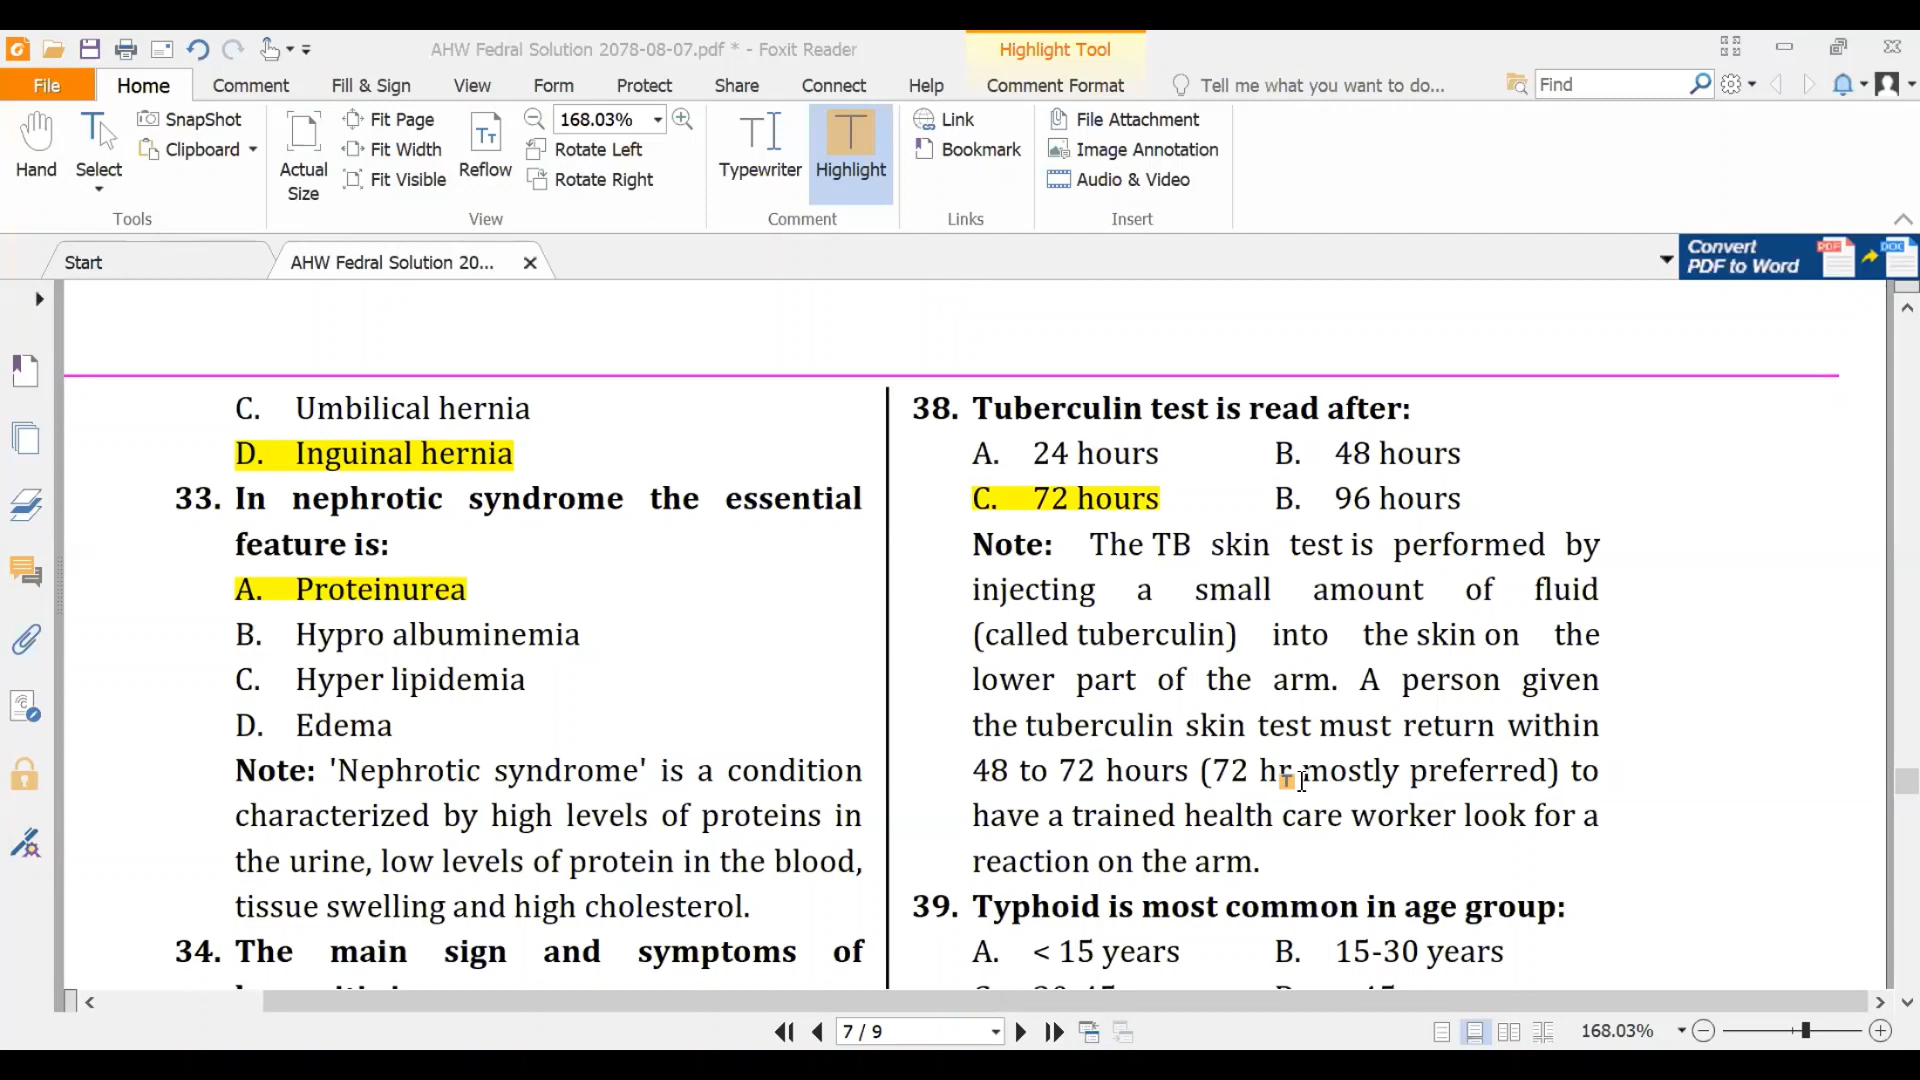 AHW Fedral Solution 2078-08-07.pdf * - Foxit Reader
Highlight Tool
File Home Comment Fill & Sign View Form Protect Share Connect Help Comment Format Tell me what you want to do... Find
Hand
Select
SnapShot
Clipboard
Tools
Actual
Size
Fit Page
Fit Width
Fit Visible
Reflow
168.03%
Rotate Left
Rotate Right
View
Typewriter
Highlight
Comment
Link
Bookmark
Links
File Attachment
Image Annotation
Audio & Video
Insert
Start
AHW Fedral Solution 20...
Convert
PDF to Word
PDF
DOC
C. Umbilical hernia
D. Inguinal hernia
33. In nephrotic syndrome the essential
feature is:
A. Proteinurea
B. Hypro albuminemia
C. Hyper lipidemia
D. Edema
Note: 'Nephrotic syndrome' is a condition
characterized by high levels of proteins in
the urine, low levels of protein in the blood,
tissue swelling and high cholesterol.
34. The main sign and symptoms of
38. Tuberculin test is read after:
A. 24 hours B. 48 hours
C. 72 hours B. 96 hours
Note: The TB skin test is performed by
injecting a small amount of fluid
(called tuberculin) into the skin on the
lower part of the arm. A person given
the tuberculin skin test must return within
48 to 72 hours (72 hr mostly preferred) to
have a trained health care worker look for a
reaction on the arm.
39. Typhoid is most common in age group:
A. < 15 years B. 15-30 years
7 / 9
168.03%